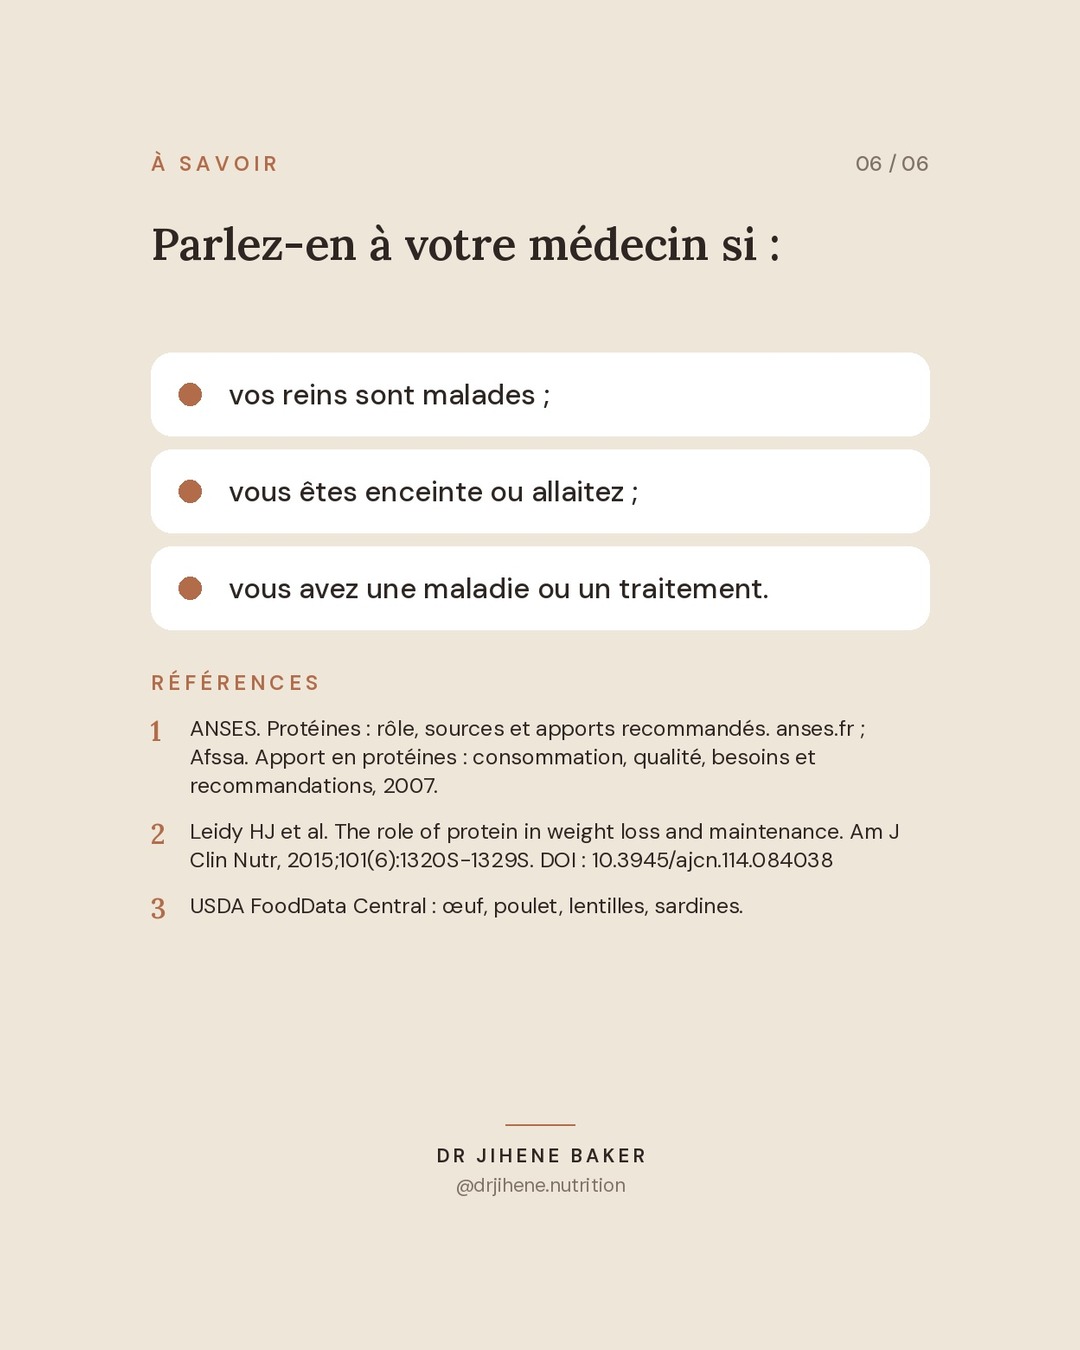 À SAVOIR
06 / 06
Parlez-en à votre médecin si :
vos reins sont malades ;
vous êtes enceinte ou allaitez ;
vous avez une maladie ou un traitement.
RÉFÉRENCES
1 ANSES. Protéines : rôle, sources et apports recommandés. anses.fr ;
Afssa. Apport en protéines : consommation, qualité, besoins et
recommandations, 2007.
2 Leidy HJ et al. The role of protein in weight loss and maintenance. Am J
Clin Nutr, 2015;101(6):1320S-1329S. DOI : 10.3945/ajcn.114.084038
3 USDA FoodData Central : œuf, poulet, lentilles, sardines.
DR JIHENE BAKER
@drjihene.nutrition